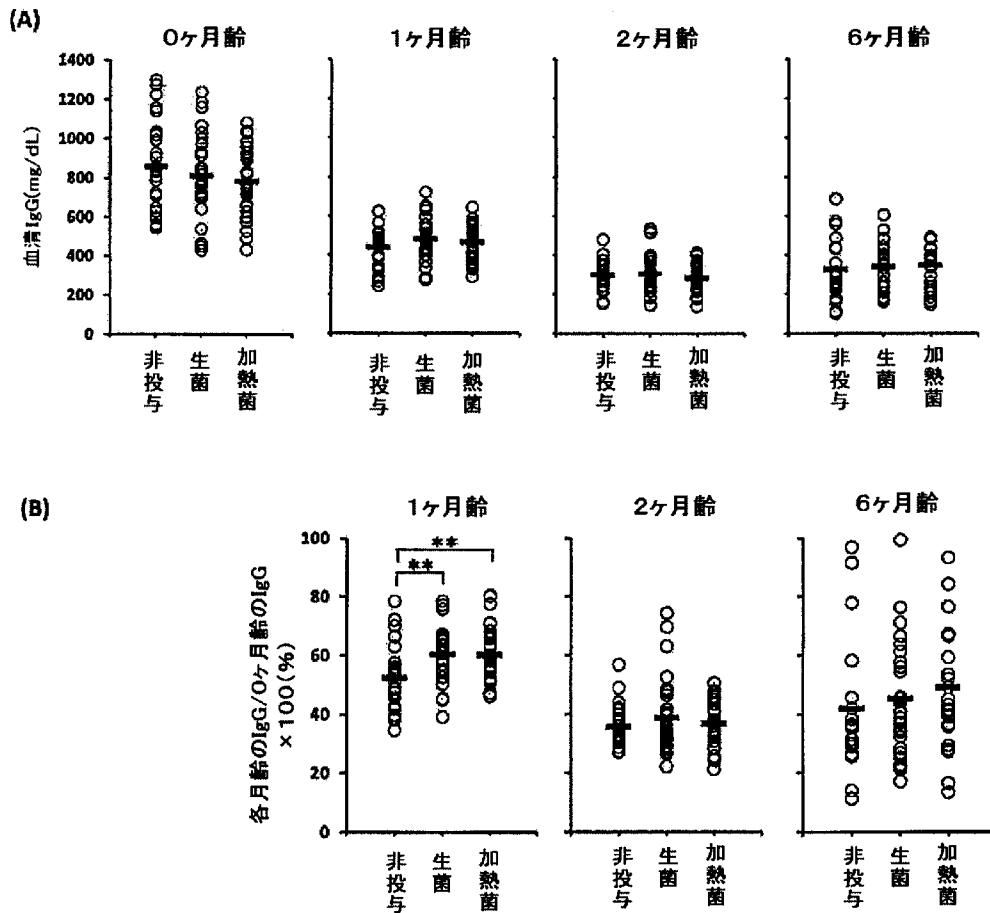 (A)
0ヶ月齢 1ヶ月齢 2ヶ月齢 6ヶ月齢
血清IgG(mg/dL)
1400
1200
1000
800
600
400
200
0
非投与 生菌 加熱菌 非投与 生菌 加熱菌 非投与 生菌 加熱菌 非投与 生菌 加熱菌
(B)
1ヶ月齢 2ヶ月齢 6ヶ月齢
各月齢のIgG/0ヶ月齢のIgG
×100(%)
100
80
60
40
20
0
**
**
非投与 生菌 加熱菌 非投与 生菌 加熱菌 非投与 生菌 加熱菌